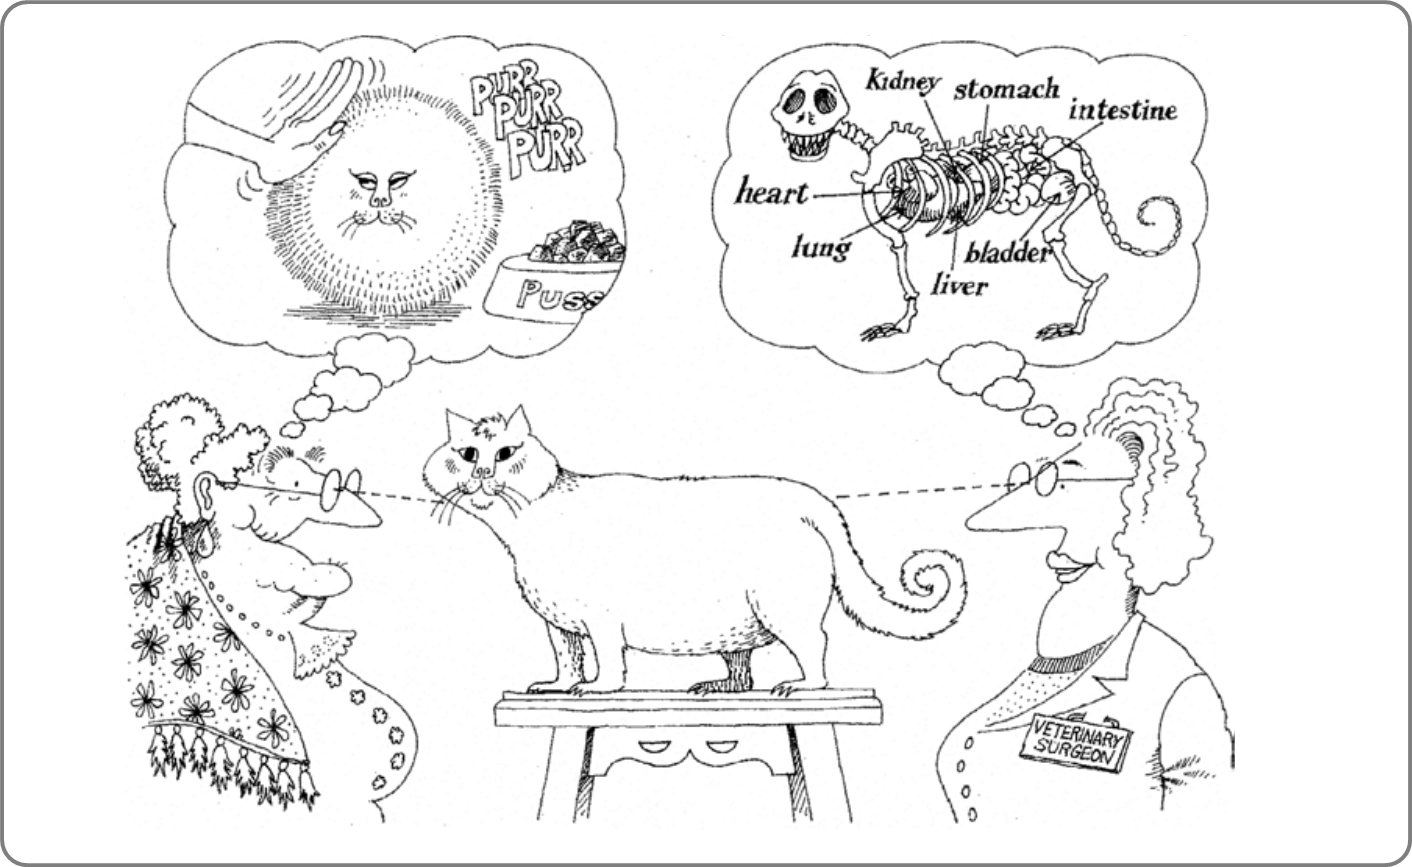 PURR
PURR
PURR
PUSS
Kidney
stomach
intestine
heart
lung
bladder
liver
VETERINARY
SURGEON